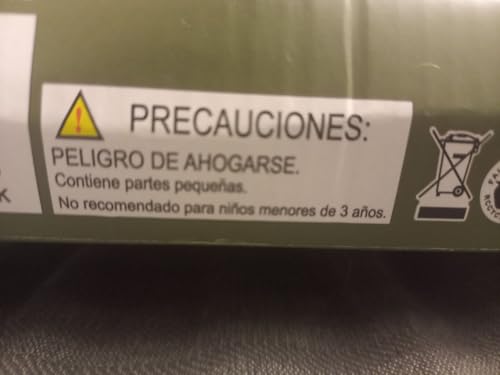 PRECAUCIONES:
PELIGRO DE AHOGARSE.
Contiene partes pequeñas.
No recomendado para niños menores de 3 años.
K